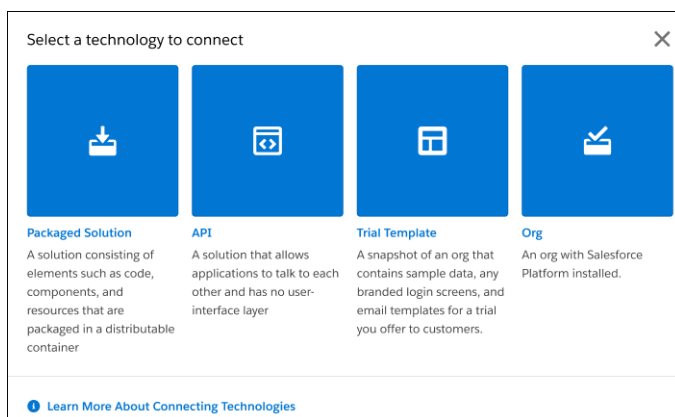 Select a technology to connect
Packaged Solution
A solution consisting of
elements such as code,
components, and
resources that are
packaged in a distributable
container
API
A solution that allows
applications to talk to each
other and has no user-
interface layer
Trial Template
A snapshot of an org that
contains sample data, any
branded login screens, and
email templates for a trial
you offer to customers.
Org
An org with Salesforce
Platform installed.
Learn More About Connecting Technologies